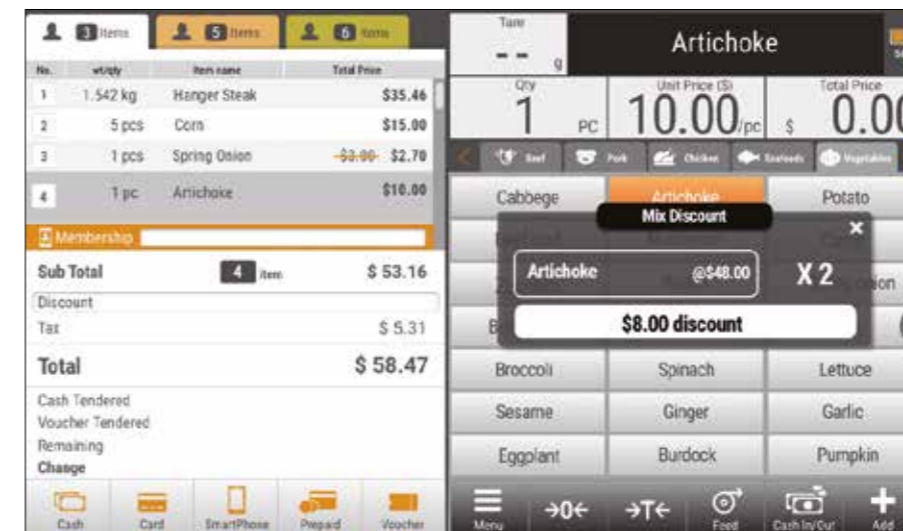 3 items
5 items
6 items
No. wt/qty Item name Total Price
1 1.542 kg Hanger Steak $35.46
2 5 pcs Corn $15.00
3 1 pcs Spring Onion $3.00 $2.70
4 1 pc Artichoke $10.00
Membership
Sub Total 4 item $ 53.16
Discount
Tax $ 5.31
Total $ 58.47
Cash Tendered
Voucher Tendered
Remaining
Change
Cash Card SmartPhone Prepaid Voucher
Tare
-- g
Artichoke
Qty Unit Price ($) Total Price
1 PC 10.00 /pc $ 0.00
Beef Pork Chicken Seafoods Vegetables
Cabbege Artichoke Potato
Mix Discount
×
Artichoke @$48.00 X 2
$8.00 discount
Broccoli Spinach Lettuce
Sesame Ginger Garlic
Eggplant Burdock Pumpkin
Menu →0← →T← Feed Cash In/Out Add